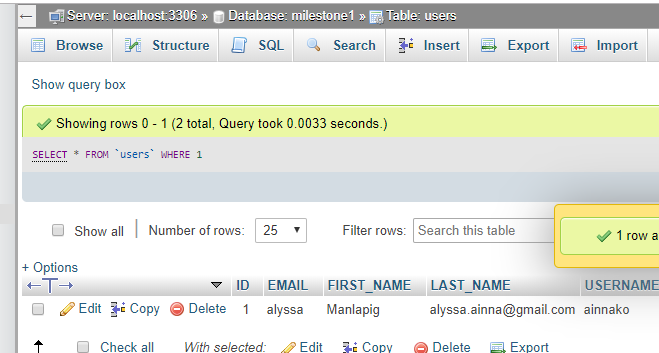 Server: localhost:3306 » Database: milestone1 » Table: users
Browse Structure SQL Search Insert Export Import
Show query box
Showing rows 0 - 1 (2 total, Query took 0.0033 seconds.)
SELECT * FROM `users` WHERE 1
Show all Number of rows: 25 Filter rows: Search this table
1 row a
+ Options
ID EMAIL FIRST_NAME LAST_NAME USERNAME
Edit Copy Delete 1 alyssa Manlapig alyssa.ainna@gmail.com ainnako
Check all With selected: Edit Copy Delete Export